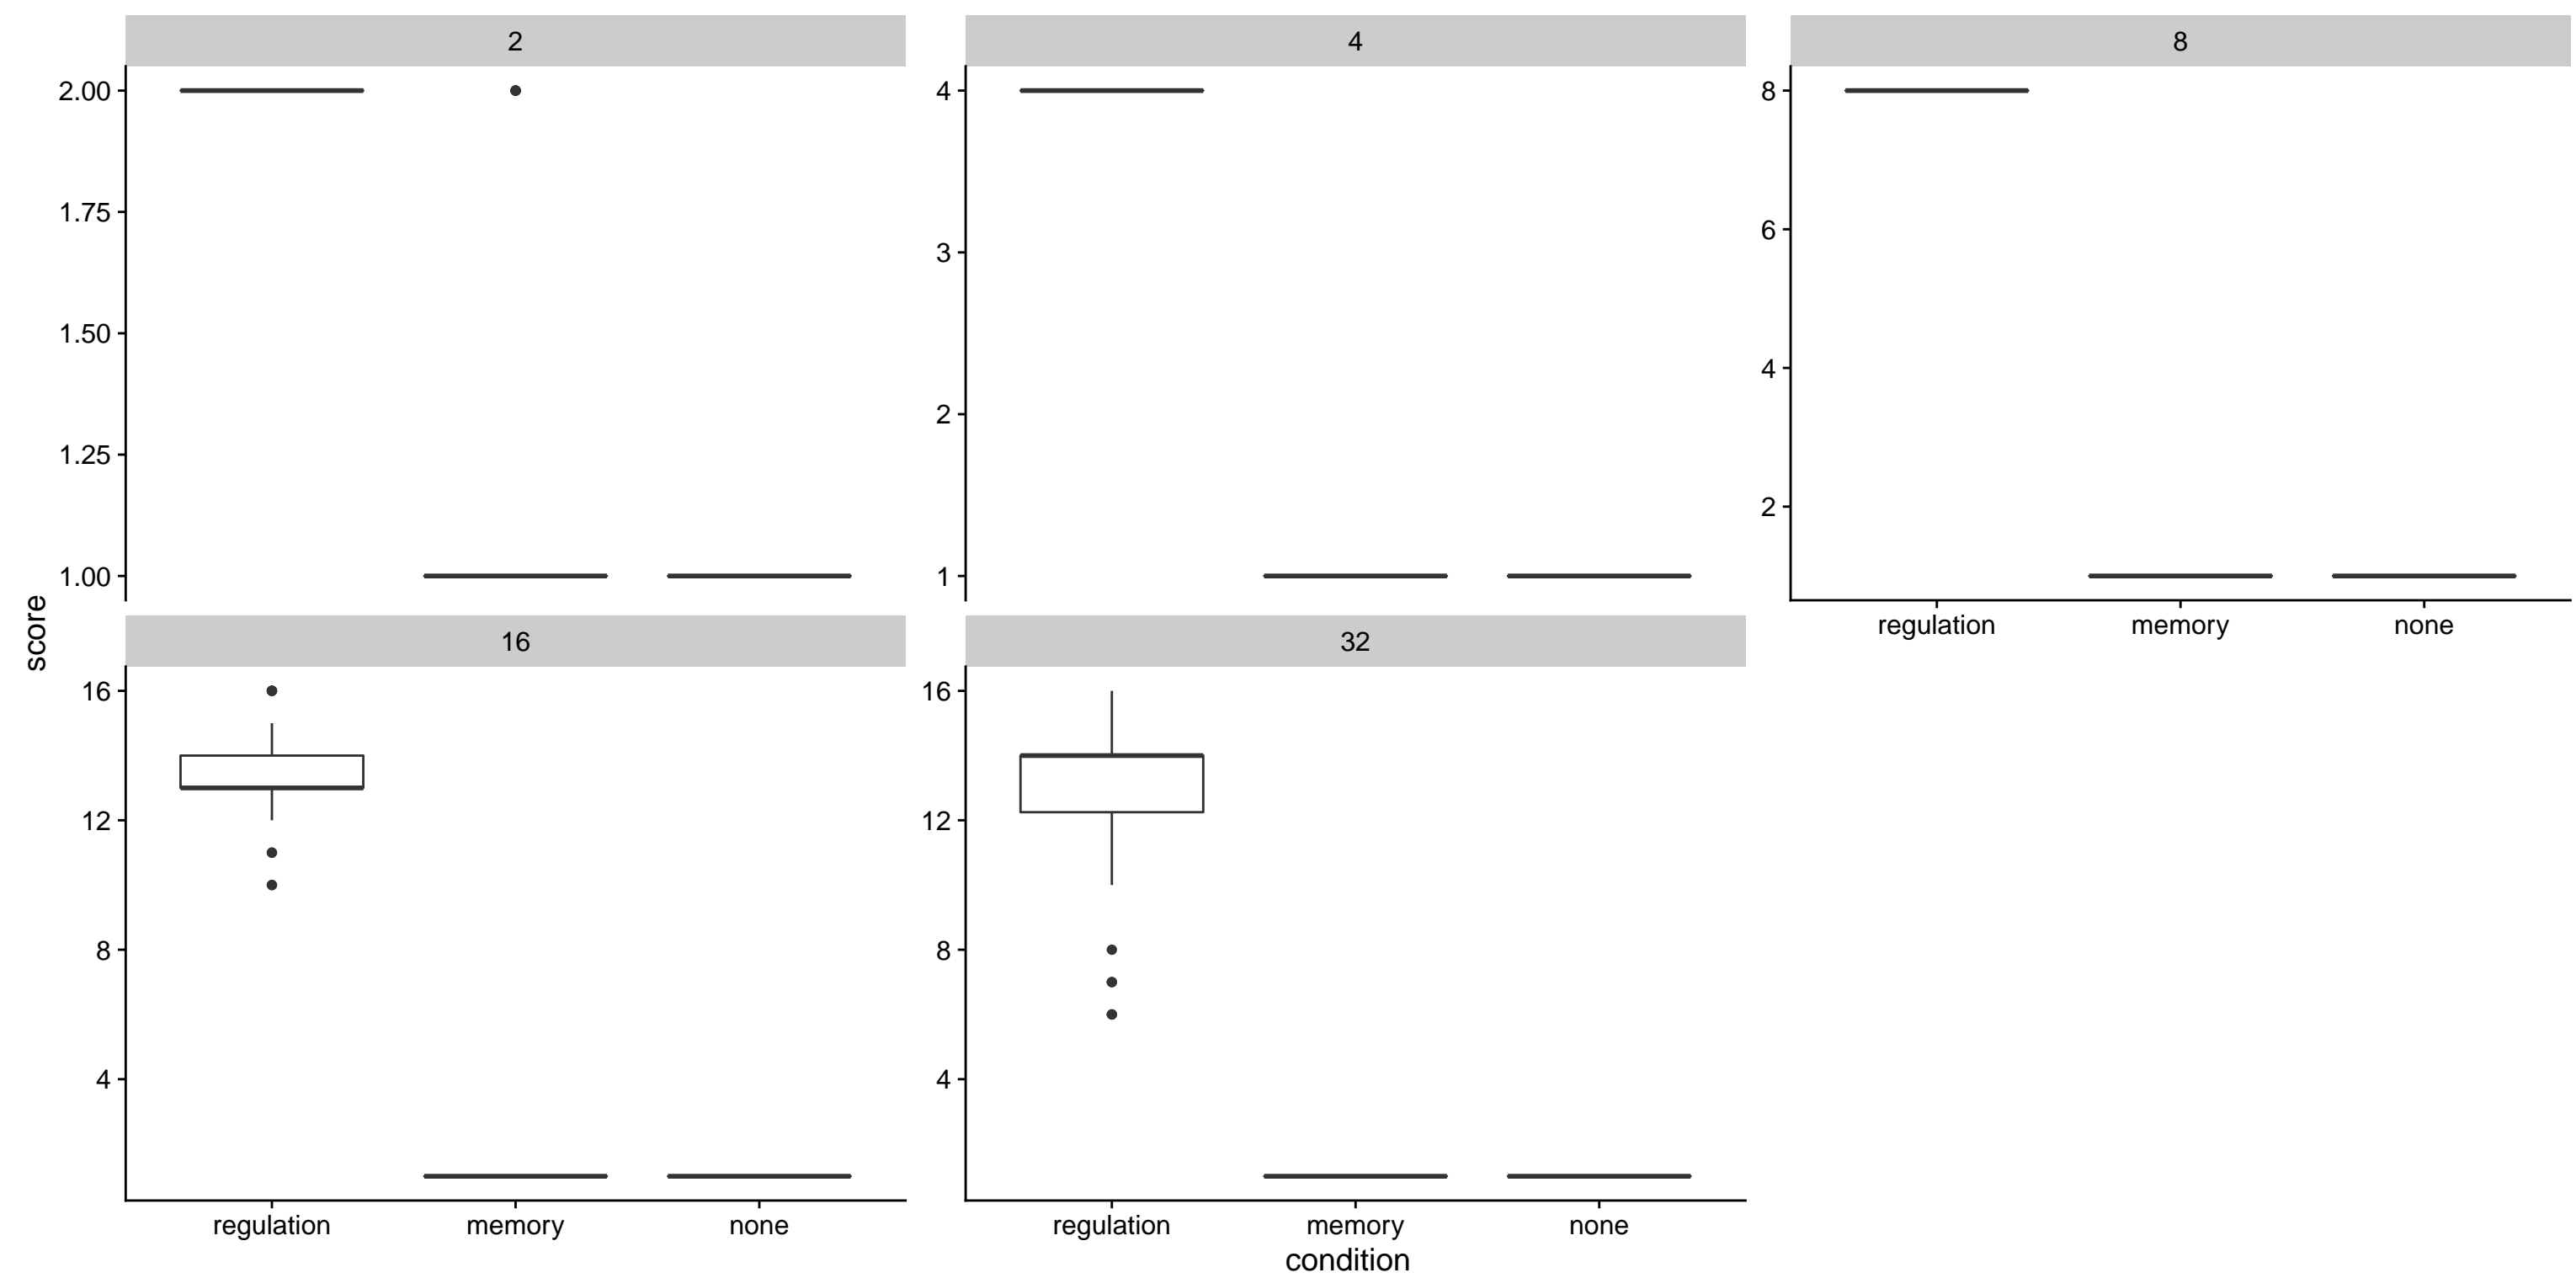 2 4 8
2.00 4 8
1.75 3 6
1.50
1.25 2 4
1.00 1 2
score
regulation memory none
16 32
16 16
12 12
8 8
4 4
regulation memory none regulation memory none
condition